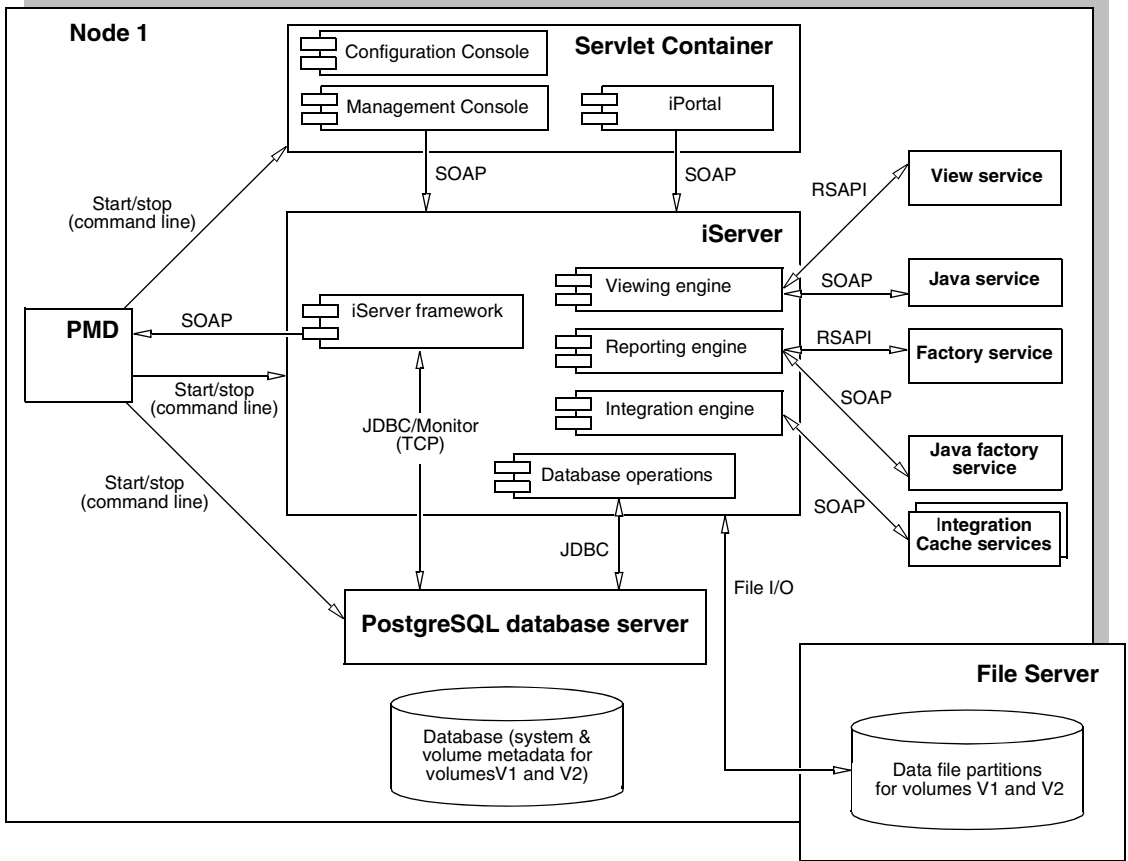 Node 1
Servlet Container
Configuration Console
Management Console
iPortal
SOAP
SOAP
Start/stop
(command line)
RSAPI
View service
iServer
Viewing engine
SOAP
Java service
iServer framework
PMD
SOAP
Reporting engine
RSAPI
Factory service
Start/stop
(command line)
Integration engine
SOAP
JDBC/Monitor
(TCP)
Java factory
service
Database operations
Start/stop
(command line)
SOAP
Integration
Cache services
JDBC
File I/O
PostgreSQL database server
File Server
Database (system &
volume metadata for
volumesV1 and V2)
Data file partitions
for volumes V1 and V2